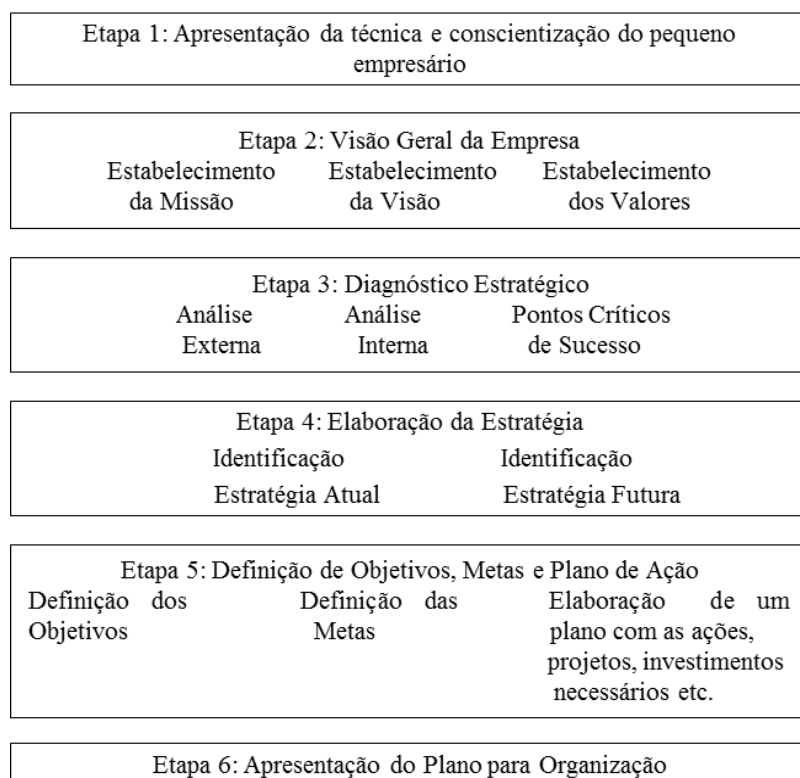 Etapa 1: Apresentação da técnica e conscientização do pequeno
empresário
Etapa 2: Visão Geral da Empresa
Estabelecimento Estabelecimento Estabelecimento
da Missão da Visão dos Valores
Etapa 3: Diagnóstico Estratégico
Análise Análise Pontos Críticos
Externa Interna de Sucesso
Etapa 4: Elaboração da Estratégia
Identificação Identificação
Estratégia Atual Estratégia Futura
Etapa 5: Definição de Objetivos, Metas e Plano de Ação
Definição dos Definição das Elaboração de um
Objetivos Metas plano com as ações,
projetos, investimentos
necessários etc.
Etapa 6: Apresentação do Plano para Organização